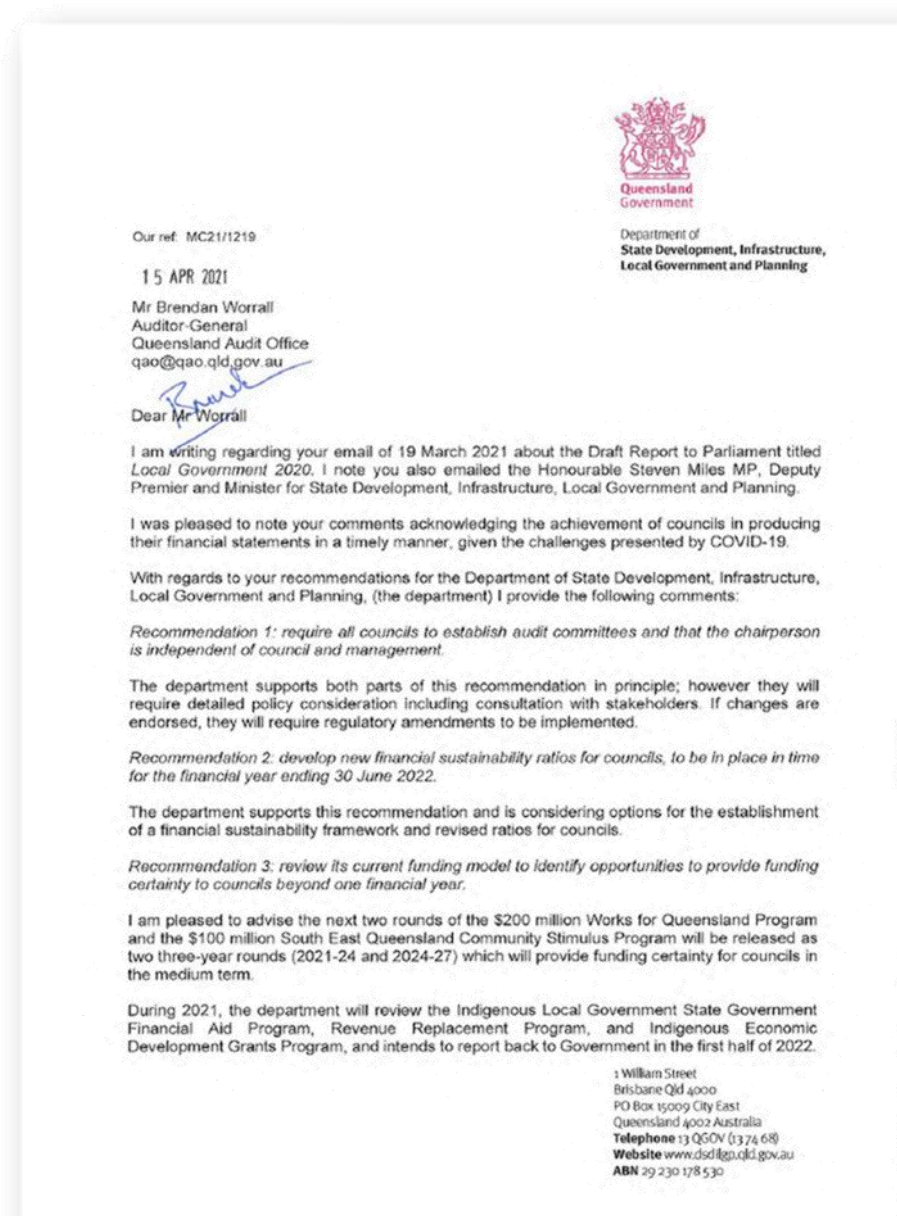 Queensland
Government
Our ref: MC21/1219
Department of
State Development, Infrastructure,
Local Government and Planning
15 APR 2021
Mr Brendan Worrall
Auditor-General
Queensland Audit Office
qao@qao.qld.gov.au
Dear Mr Worrall
I am writing regarding your email of 19 March 2021 about the Draft Report to Parliament titled
Local Government 2020. I note you also emailed the Honourable Steven Miles MP, Deputy
Premier and Minister for State Development, Infrastructure, Local Government and Planning.
I was pleased to note your comments acknowledging the achievement of councils in producing
their financial statements in a timely manner, given the challenges presented by COVID-19.
With regards to your recommendations for the Department of State Development, Infrastructure,
Local Government and Planning, (the department) I provide the following comments:
Recommendation 1: require all councils to establish audit committees and that the chairperson
is independent of council and management.
The department supports both parts of this recommendation in principle; however they will
require detailed policy consideration including consultation with stakeholders. If changes are
endorsed, they will require regulatory amendments to be implemented.
Recommendation 2: develop new financial sustainability ratios for councils, to be in place in time
for the financial year ending 30 June 2022.
The department supports this recommendation and is considering options for the establishment
of a financial sustainability framework and revised ratios for councils.
Recommendation 3: review its current funding model to identify opportunities to provide funding
certainty to councils beyond one financial year.
I am pleased to advise the next two rounds of the $200 million Works for Queensland Program
and the $100 million South East Queensland Community Stimulus Program will be released as
two three-year rounds (2021-24 and 2024-27) which will provide funding certainty for councils in
the medium term.
During 2021, the department will review the Indigenous Local Government State Government
Financial Aid Program, Revenue Replacement Program, and Indigenous Economic
Development Grants Program, and intends to report back to Government in the first half of 2022.
1 William Street
Brisbane Qld 4000
PO Box 15009 City East
Queensland 4002 Australia
Telephone 13 QGOV (13 74 68)
Website www.dsdilgp.qld.gov.au
ABN 29 230 178 530